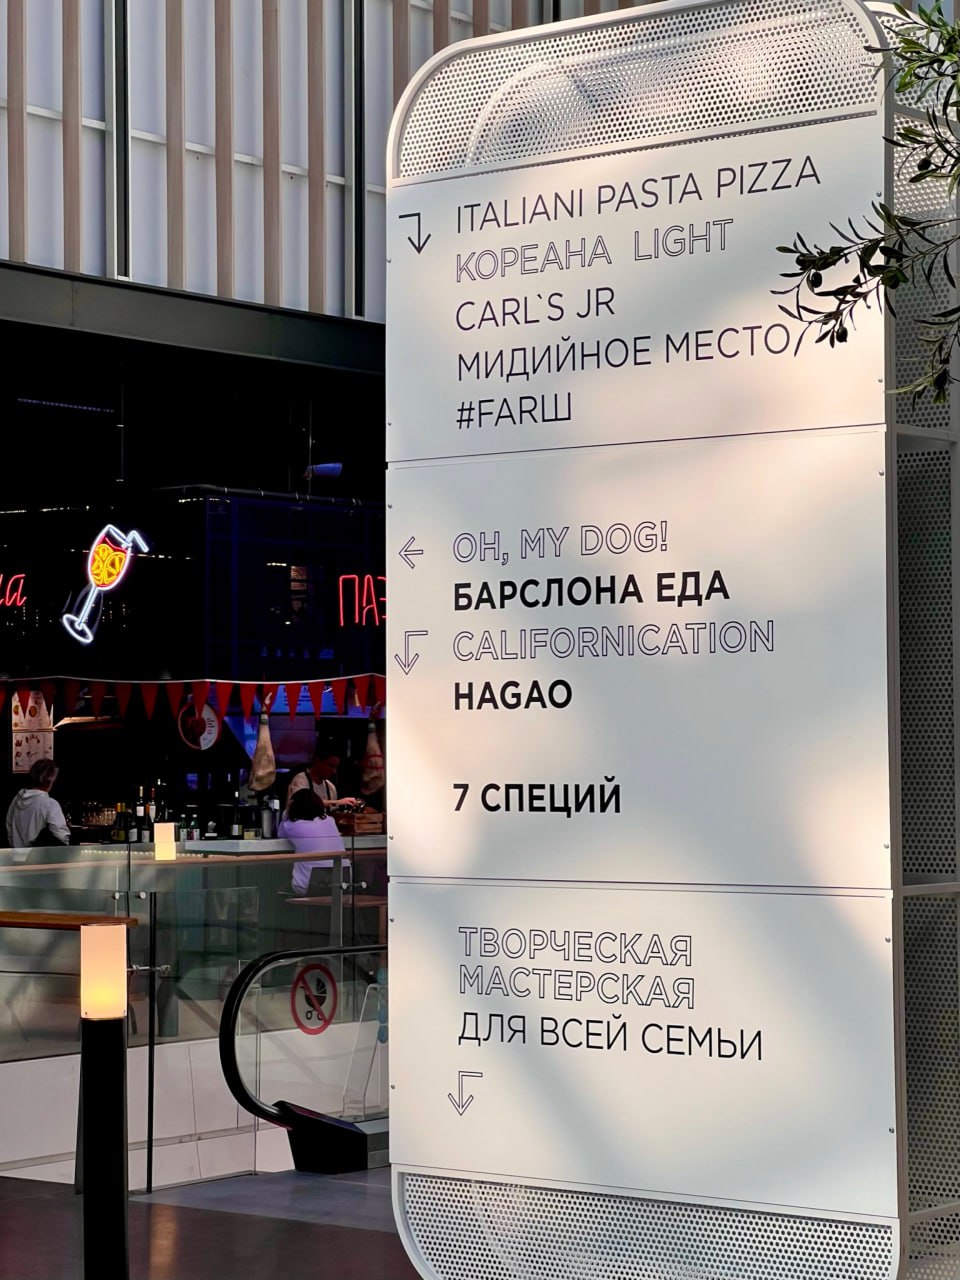 ITALIANI PASTA PIZZA
КОРЕАНА LIGHT
CARL`S JR
МИДИЙНОЕ МЕСТО/
#FARШ
OH, MY DOG!
БАРСЛОНА ЕДА
CALIFORNICATION
HAGAO
7 СПЕЦИЙ
ТВОРЧЕСКАЯ
МАСТЕРСКАЯ
ДЛЯ ВСЕЙ СЕМЬИ